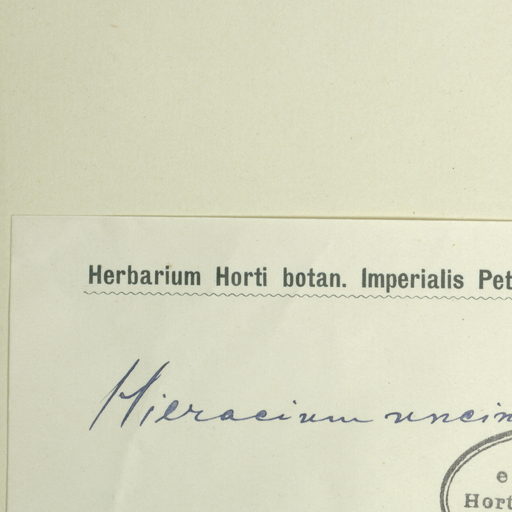 Herbarium Horti botan. Imperialis Pet
Hieracium uncin
e
Hort